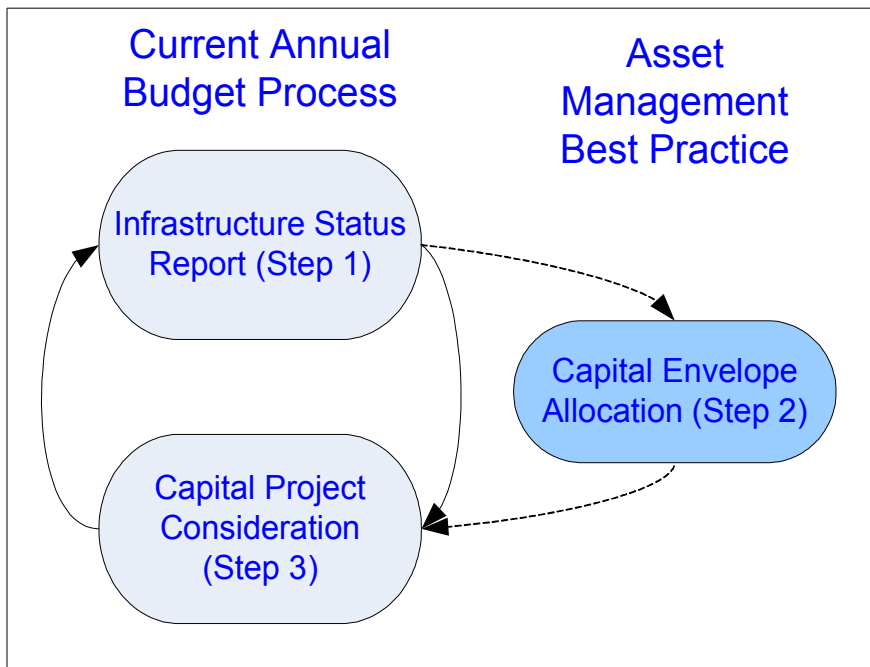 Current Annual
Budget Process
Asset
Management
Best Practice
Infrastructure Status
Report (Step 1)
Capital Envelope
Allocation (Step 2)
Capital Project
Consideration
(Step 3)